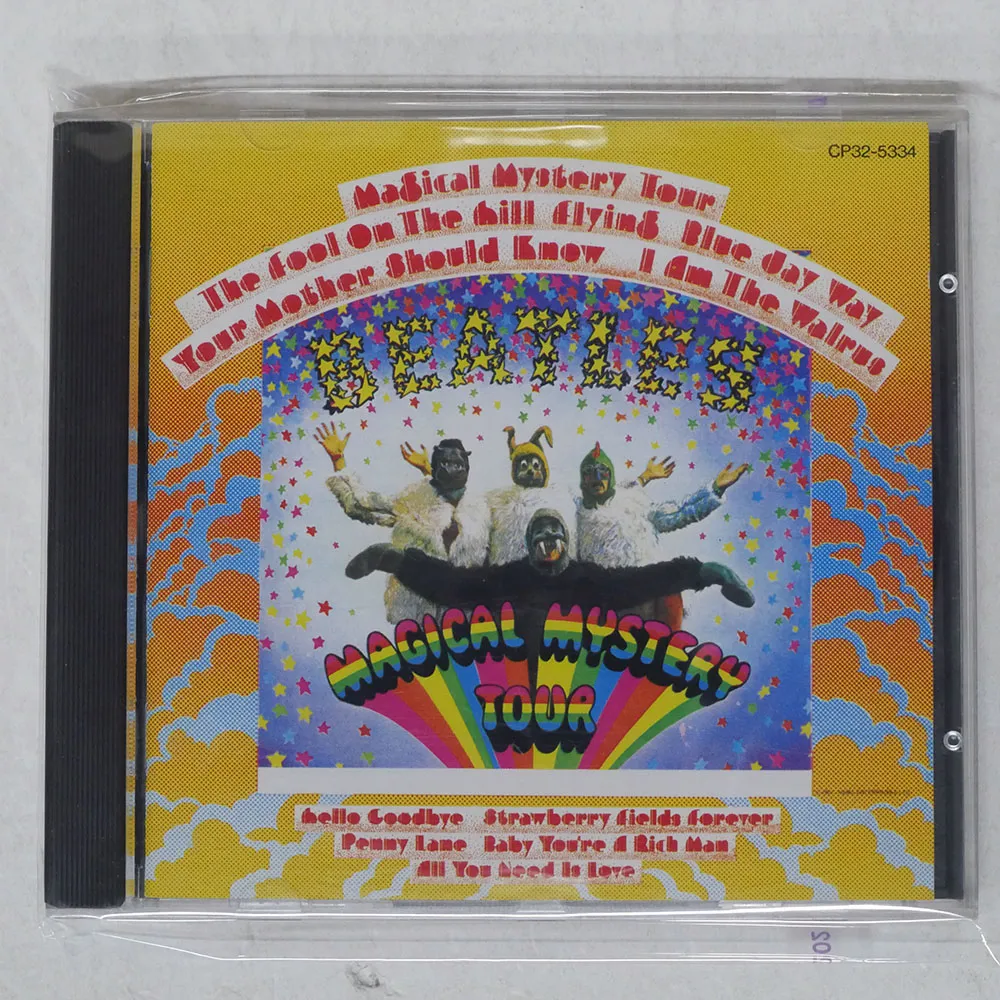 CP32-5334
Magical Mystery Tour
The Fool On The Hill Flying Blue Jay Way
Your Mother Should Know I Am The Walrus
BEATLES
MAGICAL MYSTERY
TOUR
Hello Goodbye Strawberry Fields Forever
Penny Lane Baby You're A Rich Man
All You Need Is Love